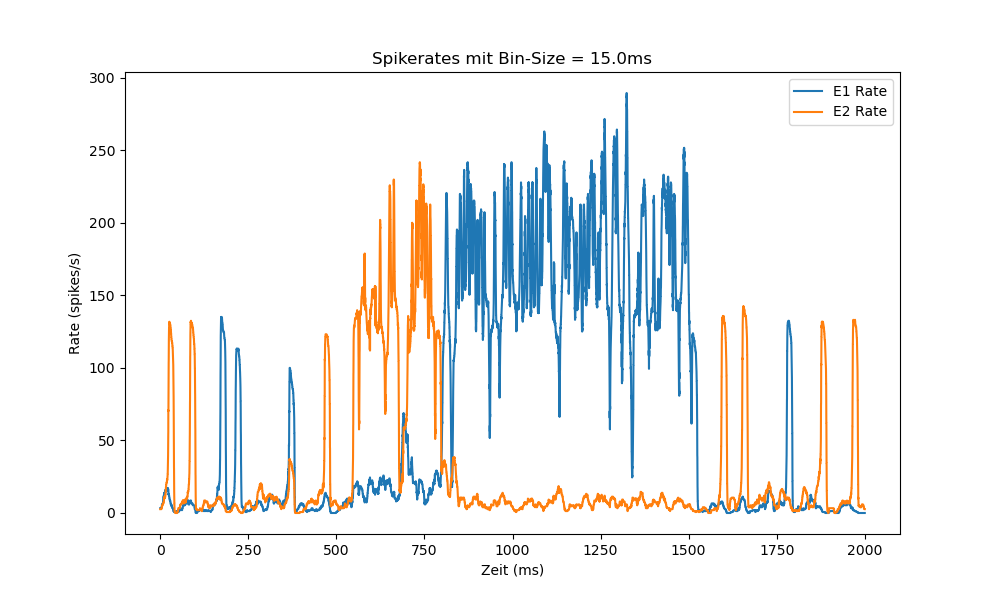 Spikerates mit Bin-Size = 15.0ms
E1 Rate
E2 Rate
Rate (spikes/s)
300
250
200
150
100
50
0
0 250 500 750 1000 1250 1500 1750 2000
Zeit (ms)